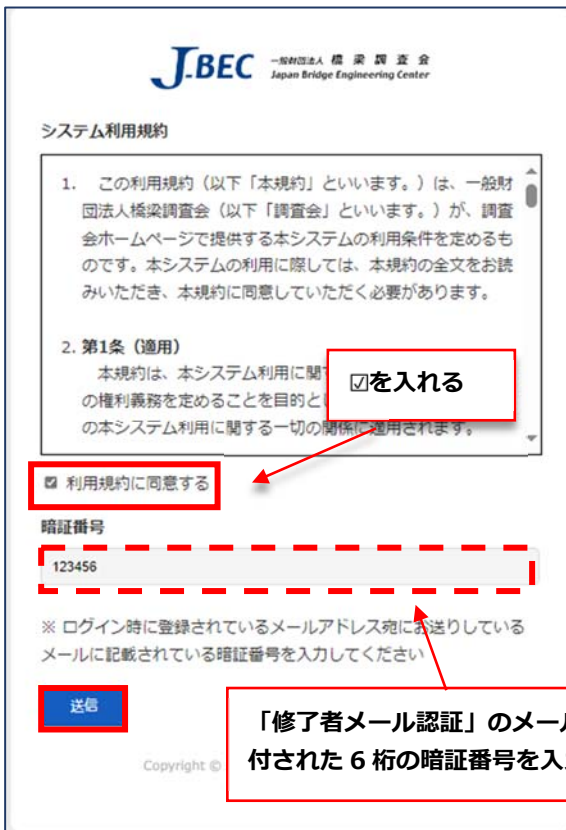 J-BEC 一般財団法人 橋梁調査会
Japan Bridge Engineering Center
システム利用規約
1. この利用規約（以下「本規約」といいます。）は、一般財
団法人橋梁調査会（以下「調査会」といいます。）が、調査
会ホームページで提供する本システムの利用条件を定めるも
のです。本システムの利用に際しては、本規約の全文をお読
みいただき、本規約に同意していただく必要があります。
2. 第1条（適用）
本規約は、本システム利用に関す
の権利義務を定めることを目的とし
の本システム利用に関する一切の関係に適用されます。
☑を入れる
☑ 利用規約に同意する
暗証番号
123456
※ ログイン時に登録されているメールアドレス宛にお送りしている
メールに記載されている暗証番号を入力してください
送信
「修了者メール認証」のメール
付された 6 桁の暗証番号を入
Copyright ©